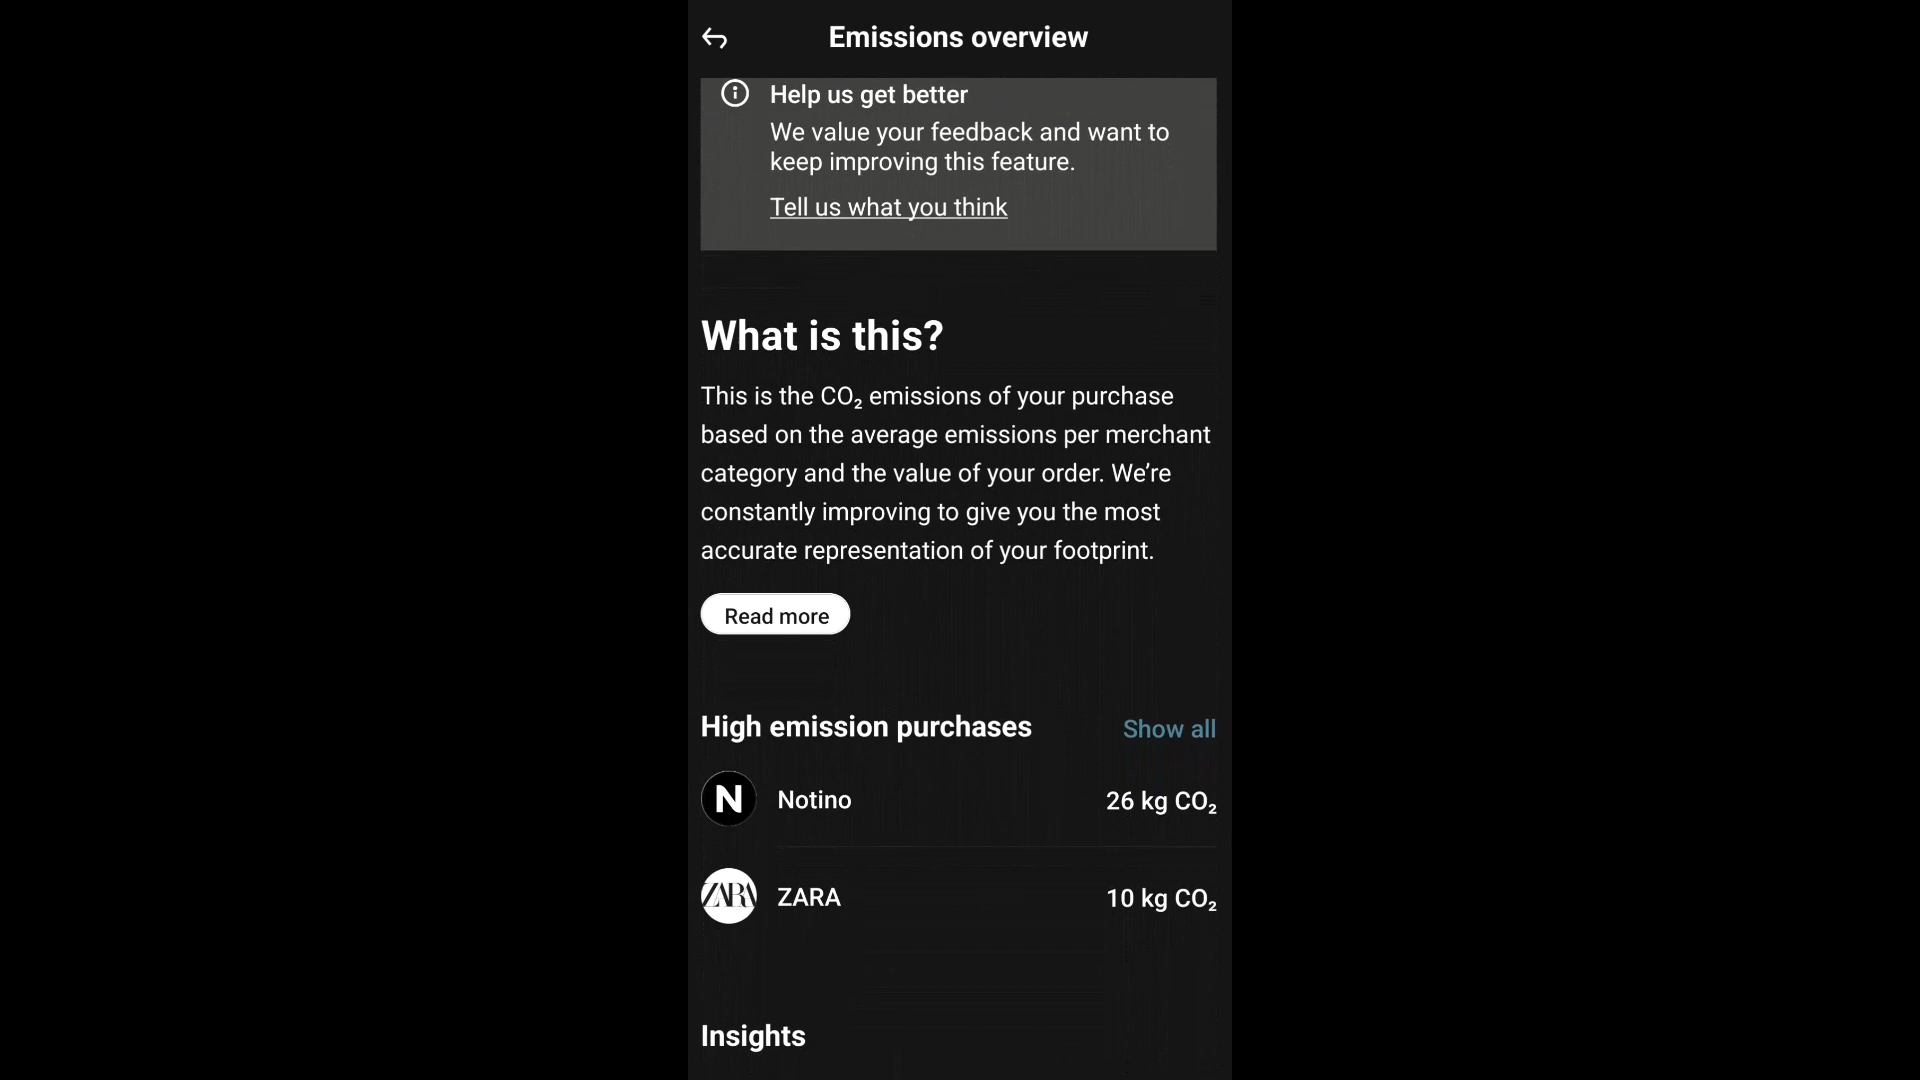 Emissions overview
Help us get better
We value your feedback and want to
keep improving this feature.
Tell us what you think
What is this?
This is the CO₂ emissions of your purchase
based on the average emissions per merchant
category and the value of your order. We’re
constantly improving to give you the most
accurate representation of your footprint.
Read more
High emission purchases Show all
N Notino 26 kg CO₂
ZARA ZARA 10 kg CO₂
Insights